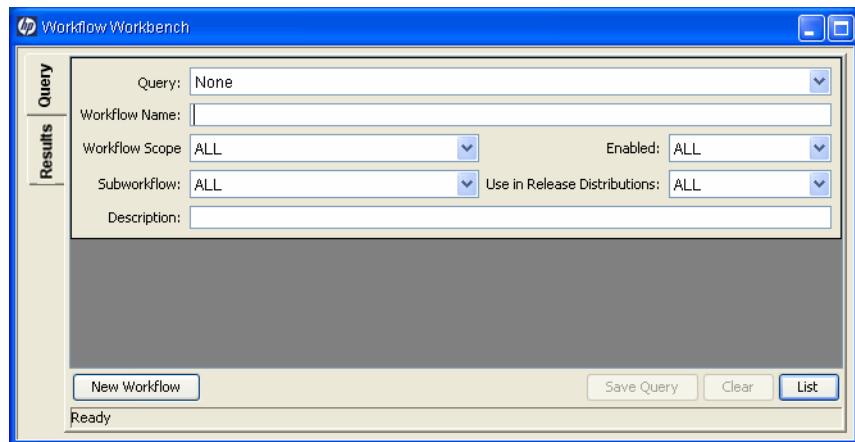 hp Workflow Workbench
Query
Results
Query: None
Workflow Name:
Workflow Scope ALL Enabled: ALL
Subworkflow: ALL Use in Release Distributions: ALL
Description:
New Workflow Save Query Clear List
Ready